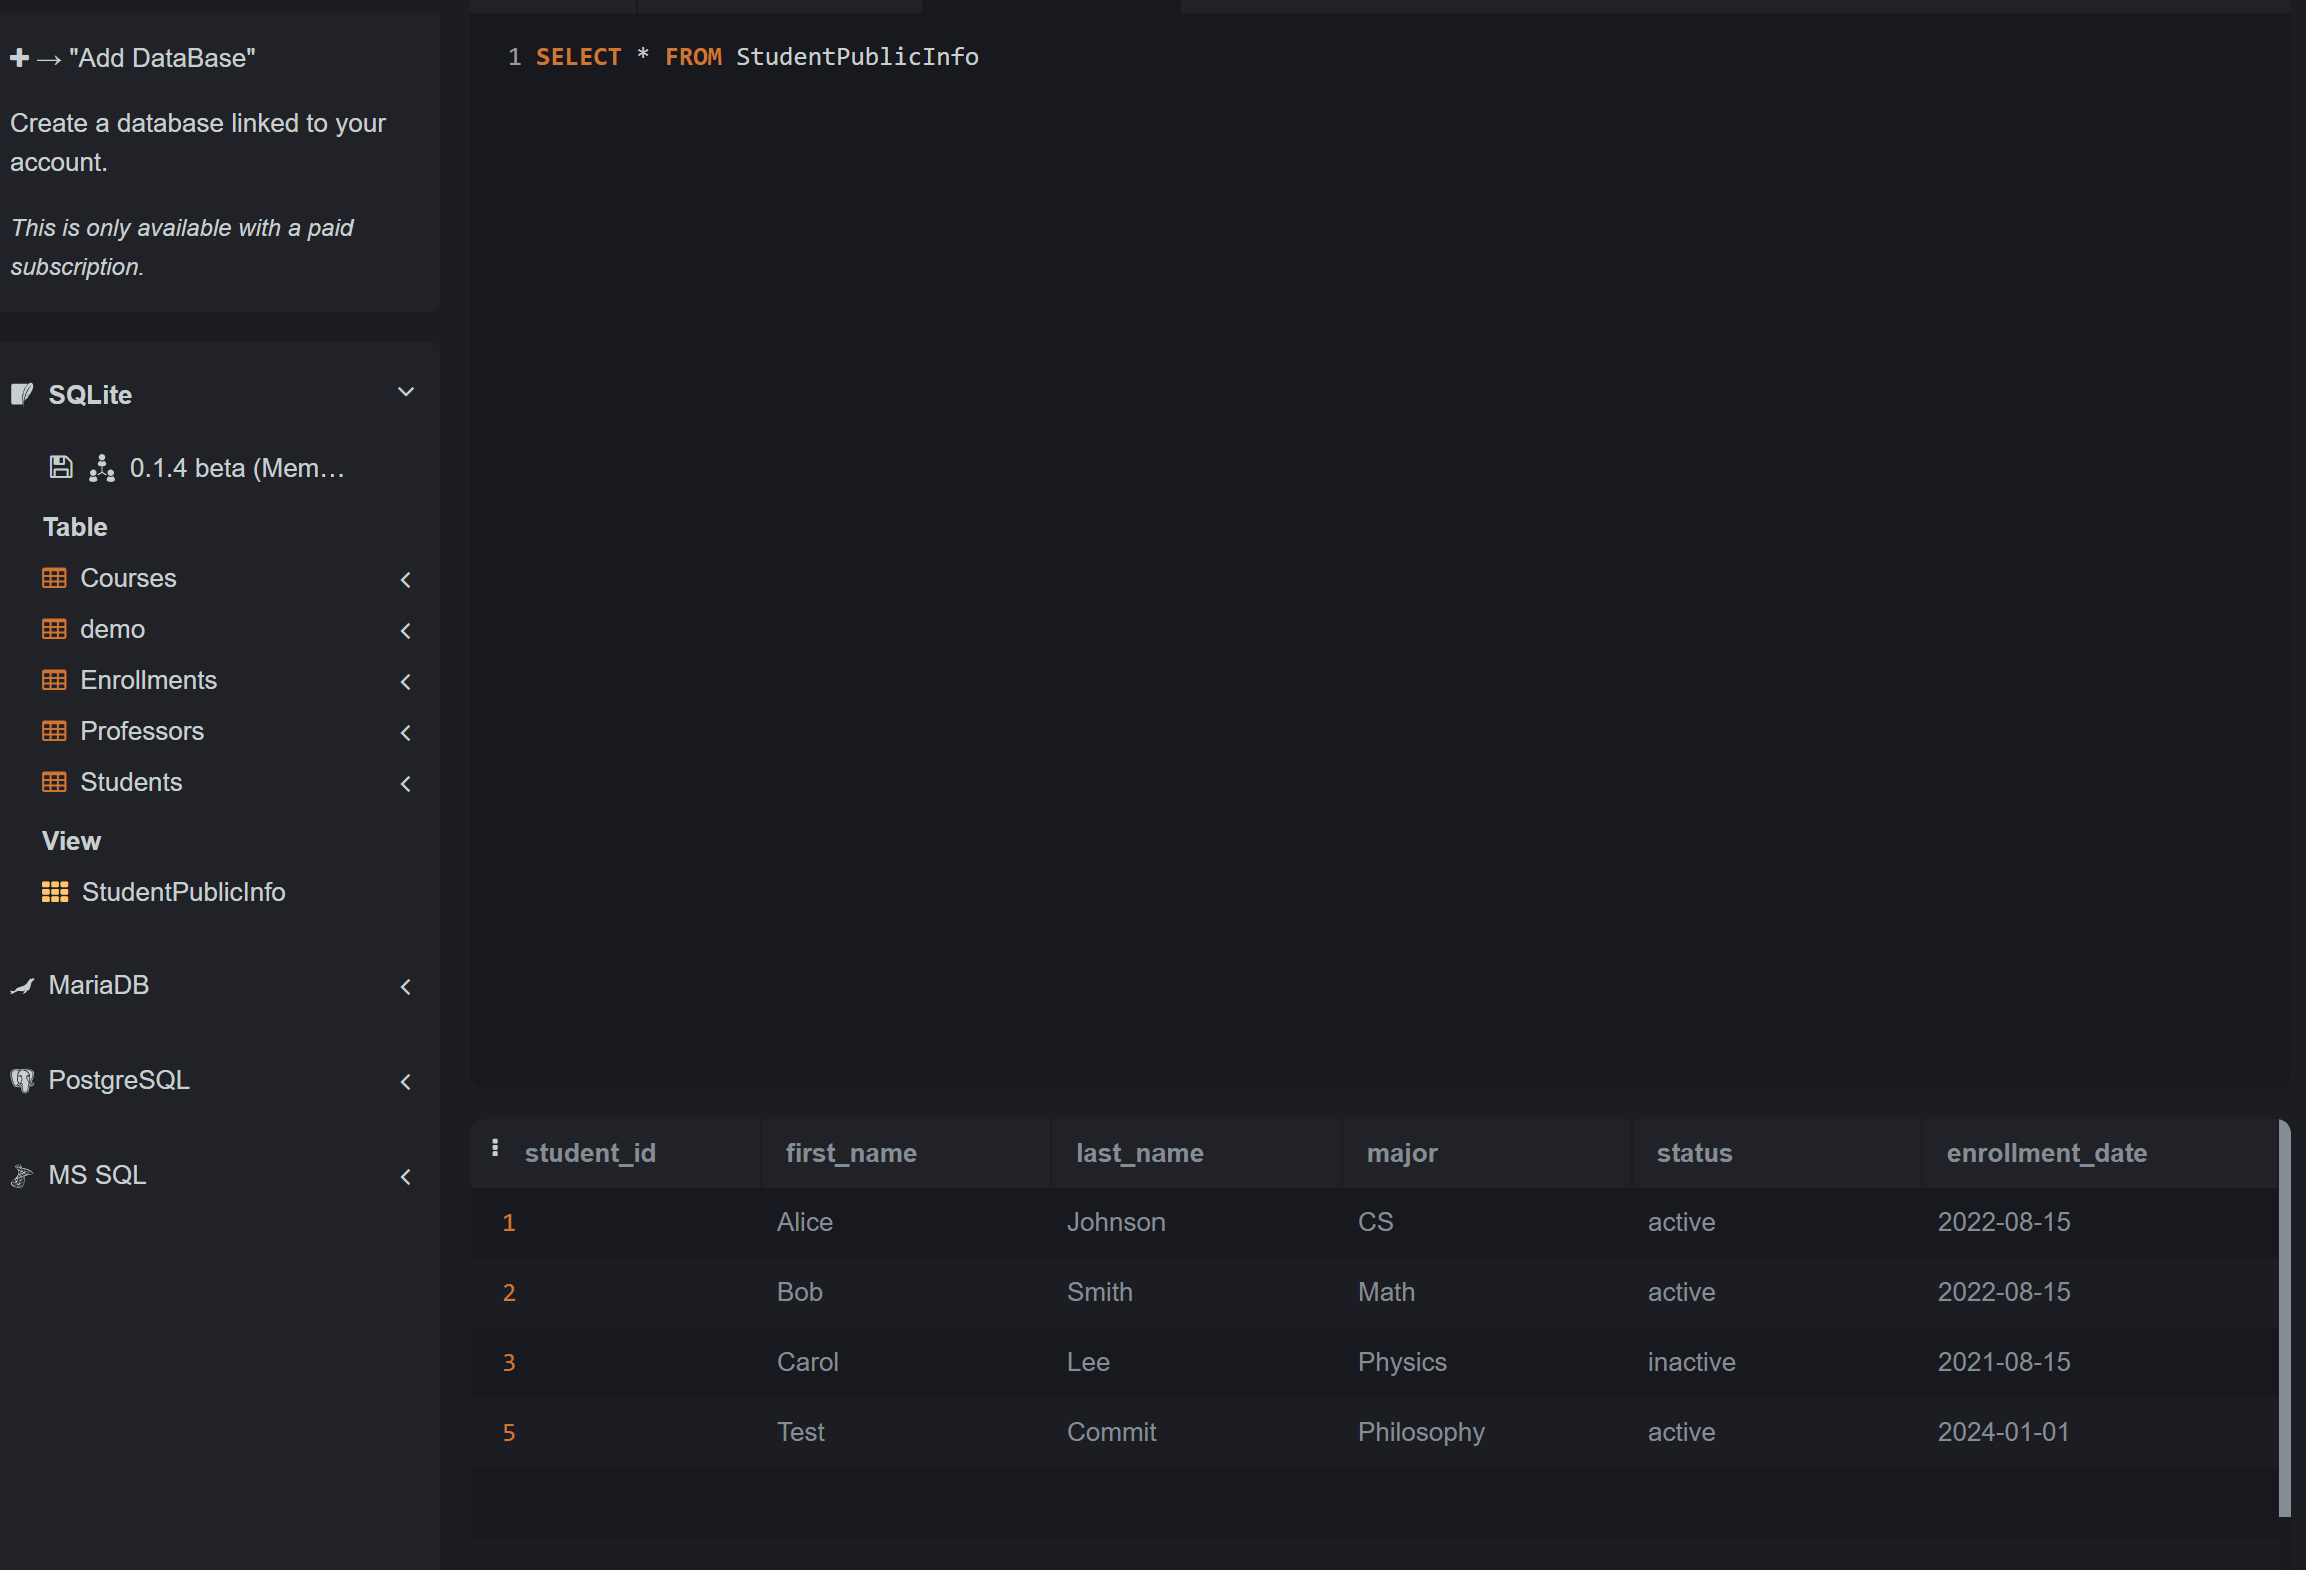 ✚ → "Add DataBase"
Create a database linked to your
account.
This is only available with a paid
subscription.
SQLite
0.1.4 beta (Mem…
Table
Courses
demo
Enrollments
Professors
Students
View
StudentPublicInfo
MariaDB
PostgreSQL
MS SQL
1 SELECT * FROM StudentPublicInfo
student_id first_name last_name major status enrollment_date
1 Alice Johnson CS active 2022-08-15
2 Bob Smith Math active 2022-08-15
3 Carol Lee Physics inactive 2021-08-15
5 Test Commit Philosophy active 2024-01-01